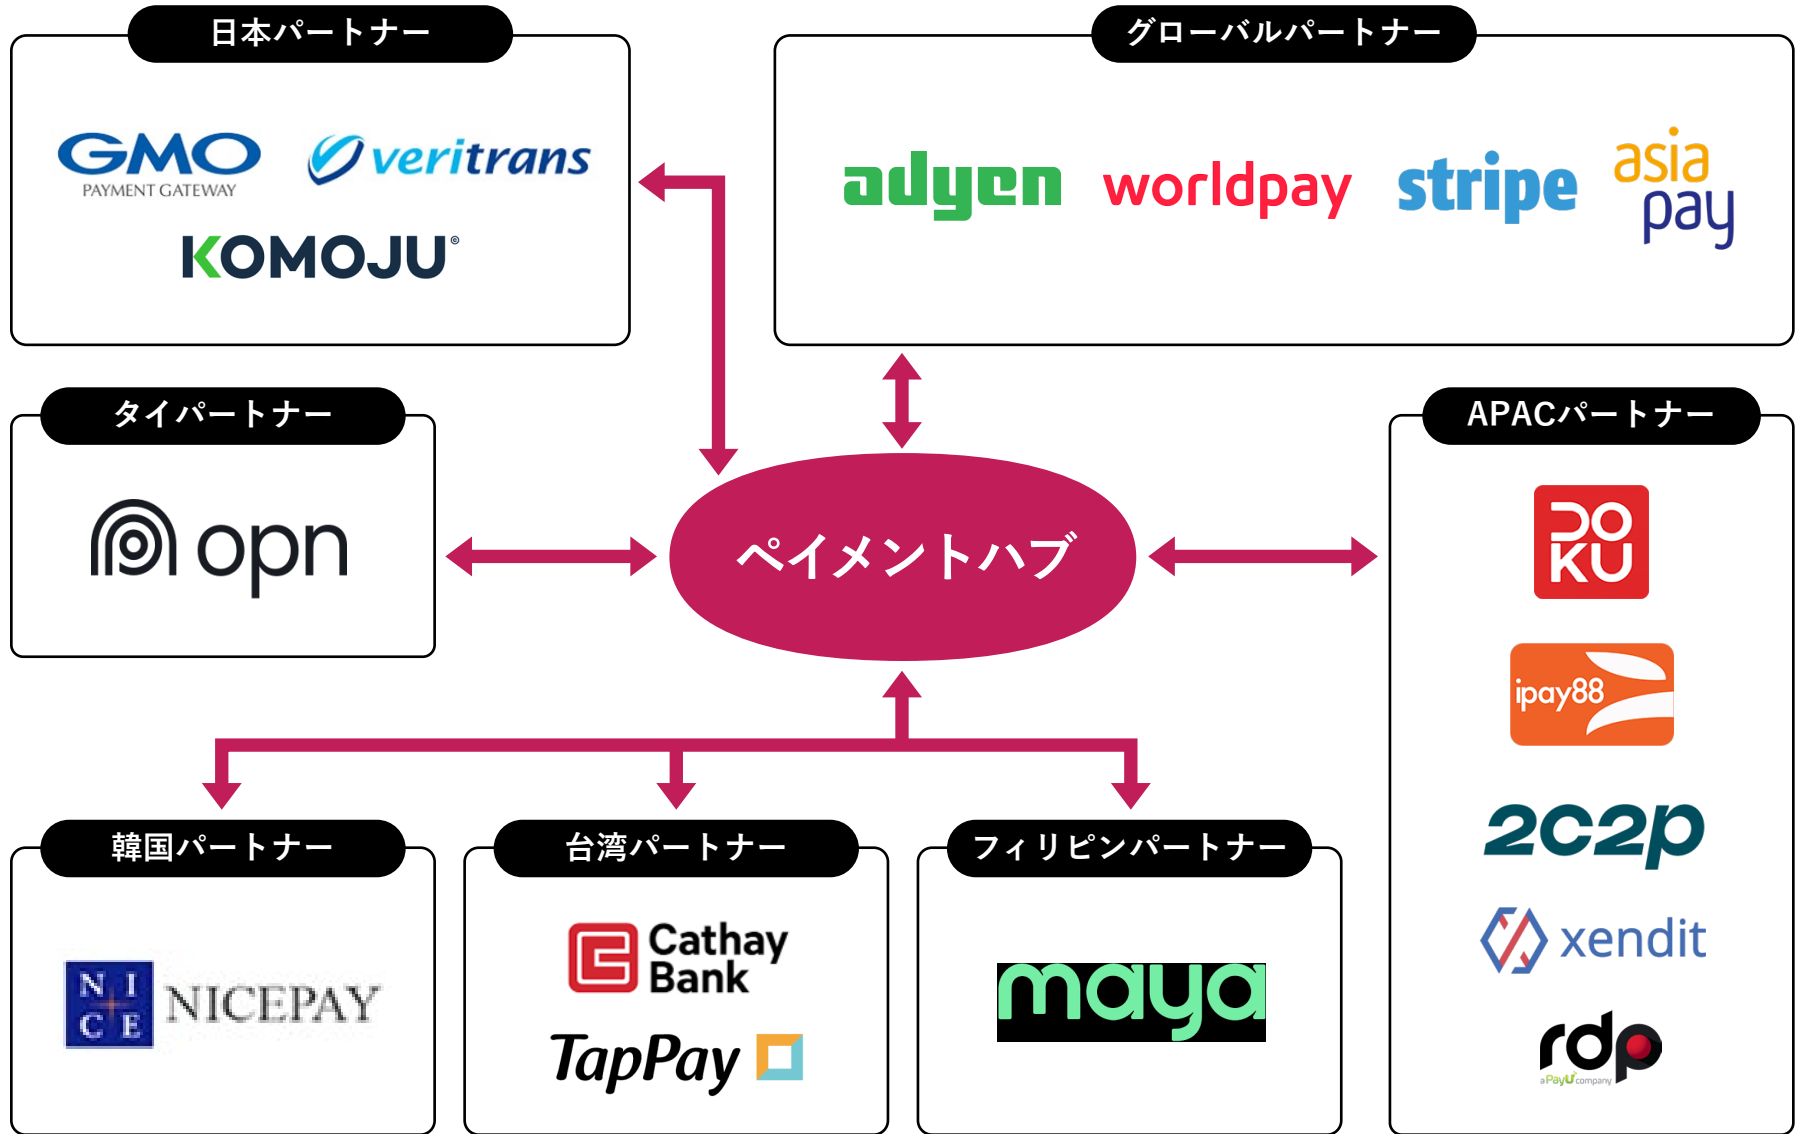 日本パートナー
GMO
PAYMENT GATEWAY
veritrans
KOMOJU
グローバルパートナー
adyen
worldpay
stripe
asia
pay
タイパートナー
opn
ペイメントハブ
APACパートナー
DO
KU
ipay88
2c2p
xendit
rdp
a PayU company
韓国パートナー
NI
CE
NICEPAY
台湾パートナー
Cathay
Bank
TapPay
フィリピンパートナー
maya